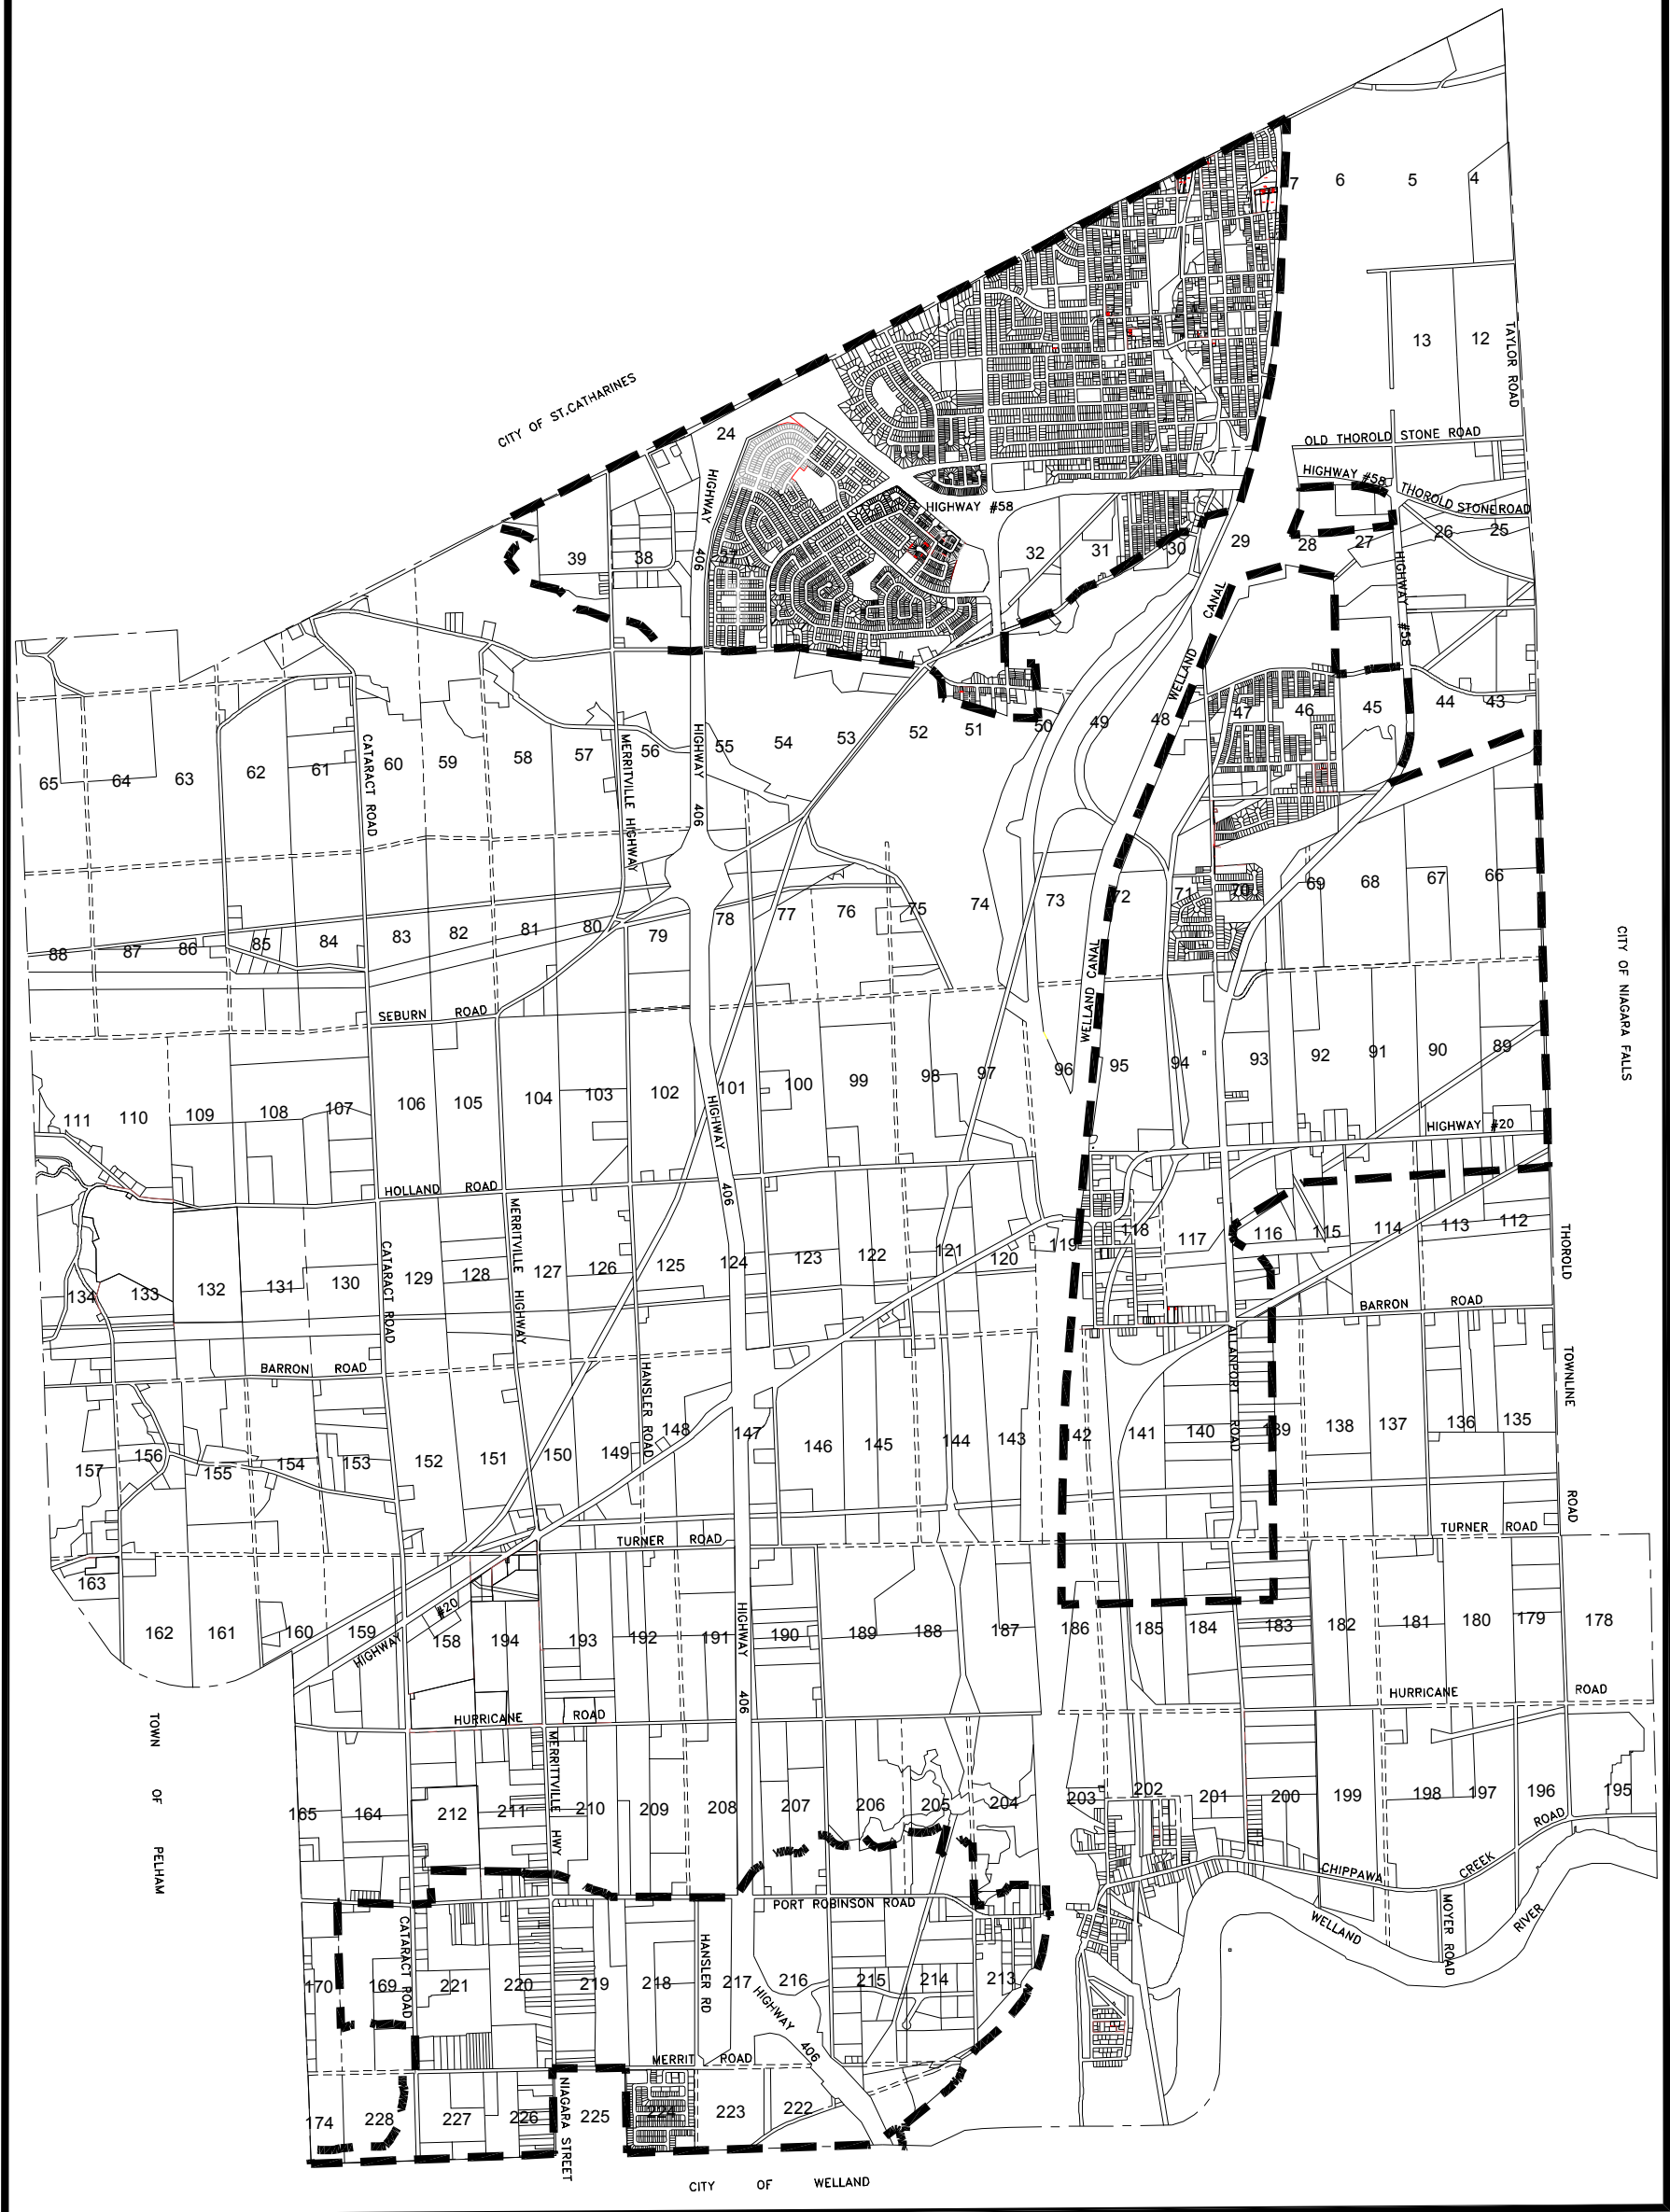 7 6 5 4
13 12
TAYLOR ROAD
CITY OF ST.CATHARINES
24
HIGHWAY 406
OLD THOROLD STONE ROAD
HIGHWAY #58
THOROLD STONE ROAD
HIGHWAY #58
39 38 37 32 31 30 29 28 27 26 25
HIGHWAY #58
WELLAND CANAL
65 64 63 62 61 60 59 58 57 56 55 54 53 52 51 50 49 48 47 46 45 44 43
CATARACT ROAD
MERRITVILLE HIGHWAY
HIGHWAY 406
88 87 86 85 84 83 82 81 80 79 78 77 76 75 74 73 72 71 70 69 68 67 66
WELLAND CANAL
CITY OF NIAGARA FALLS
SEBURN ROAD
111 110 109 108 107 106 105 104 103 102 101 100 99 98 97 96 95 94 93 92 91 90 89
HIGHWAY 406
HIGHWAY #20
HOLLAND ROAD
134 133 132 131 130 129 128 127 126 125 124 123 122 121 120 119 118 117 116 115 114 113 112
CATARACT ROAD
MERRITVILLE HIGHWAY
THOROLD TOWNLINE ROAD
BARRON ROAD
BARRON ROAD
HANSLER ROAD
ALLANPORT ROAD
157 156 155 154 153 152 151 150 149 148 147 146 145 144 143 142 141 140 139 138 137 136 135
TURNER ROAD
TURNER ROAD
163 162 161 160 159 158 194 193 192 191 190 189 188 187 186 185 184 183 182 181 180 179 178
HIGHWAY #20
HIGHWAY 406
HURRICANE ROAD
HURRICANE ROAD
TOWN OF PELHAM
MERRITTVILLE HWY
165 164 212 211 210 209 208 207 206 205 204 203 202 201 200 199 198 197 196 195
CHIPPAWA CREEK ROAD
PORT ROBINSON ROAD
WELLAND RIVER
MOYER ROAD
CATARACT ROAD
HANSLER RD
170 169 221 220 219 218 217 216 215 214 213
HIGHWAY 406
MERRIT ROAD
174 228 227 226 225 224 223 222
NIAGARA STREET
CITY OF WELLAND